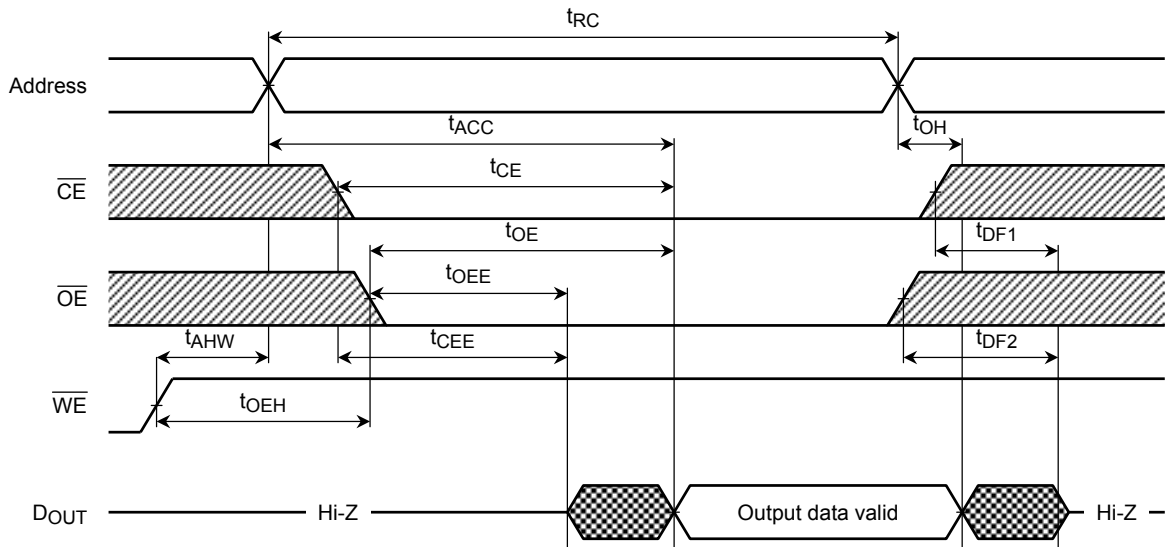 tRC
Address
tACC
tOH
CE
tCE
tOE
tDF1
OE
tOEE
tAHW
tCEE
tDF2
WE
tOEH
DOUT
Hi-Z
Output data valid
Hi-Z